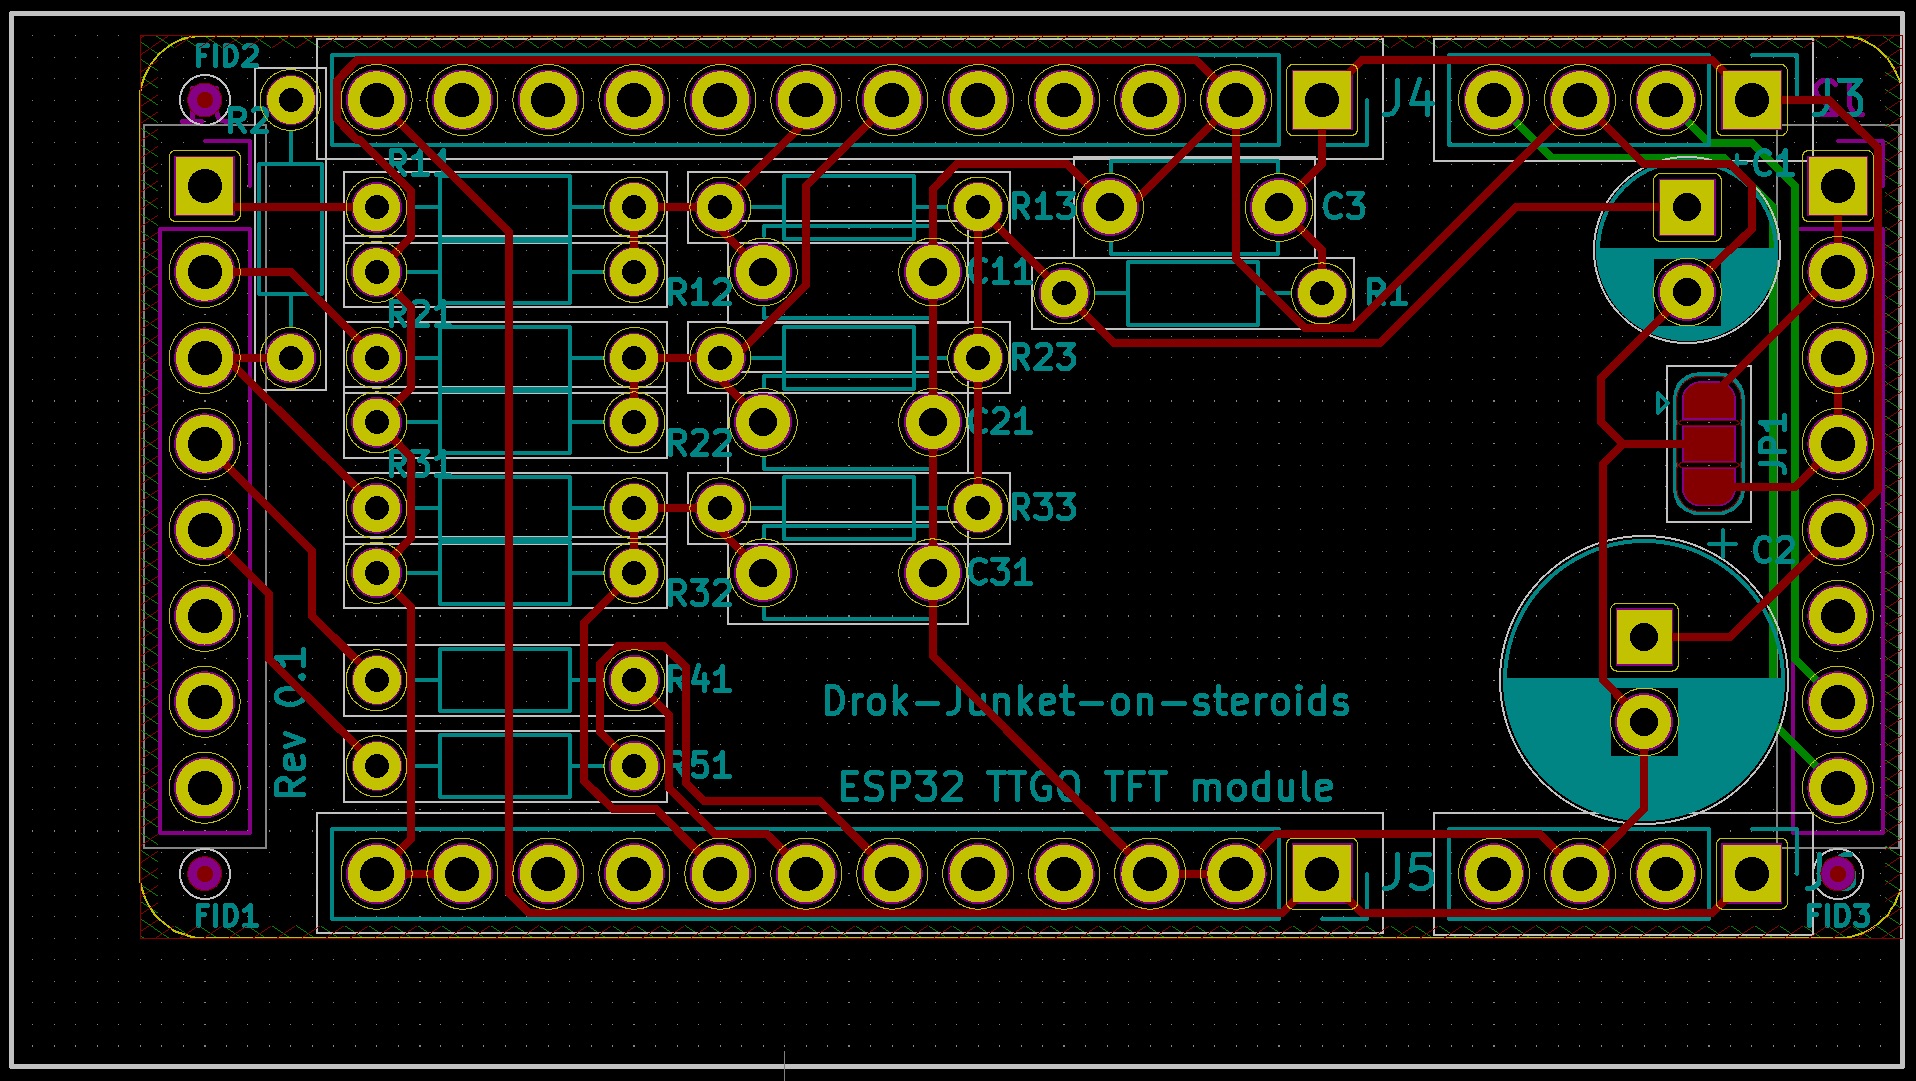 FID2
R2
J4
J3
R11
C1
R13
C3
C11
R12
R1
R21
R23
C21
R22
JP1
R31
R33
C2
C31
R32
R41
Drok-Junket-on-steroids
Rev 0.1
R51
ESP32 TTGO TFT module
J5
FID1
FID3